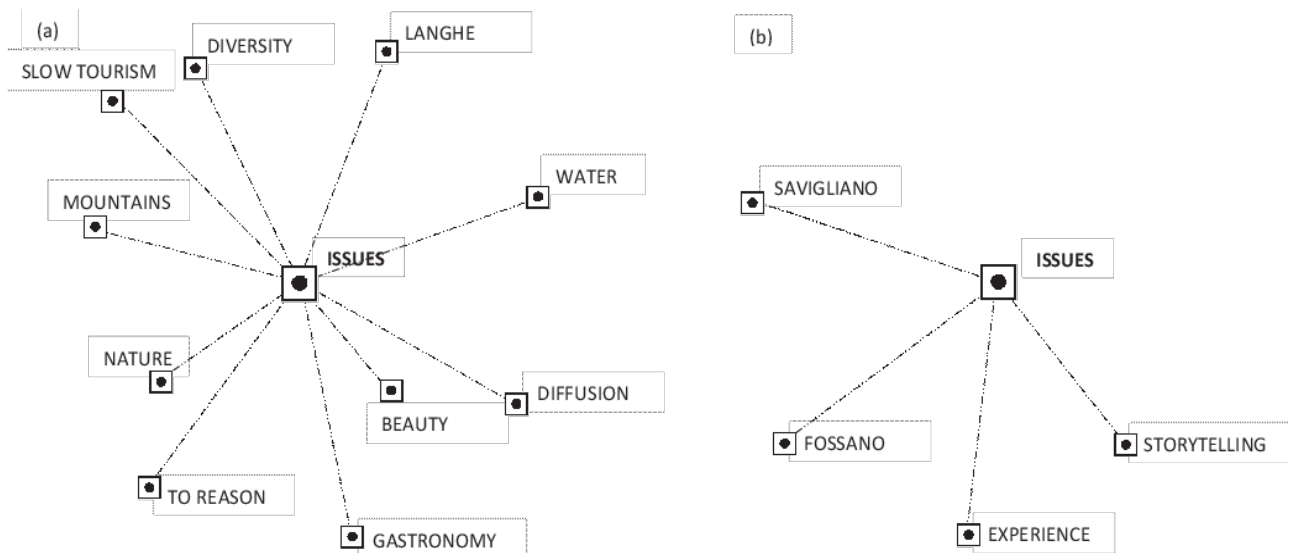 (a)
DIVERSITY
LANGHE
SLOW TOURISM
WATER
MOUNTAINS
ISSUES
NATURE
DIFFUSION
BEAUTY
TO REASON
GASTRONOMY
(b)
SAVIGLIANO
ISSUES
FOSSANO
STORYTELLING
EXPERIENCE